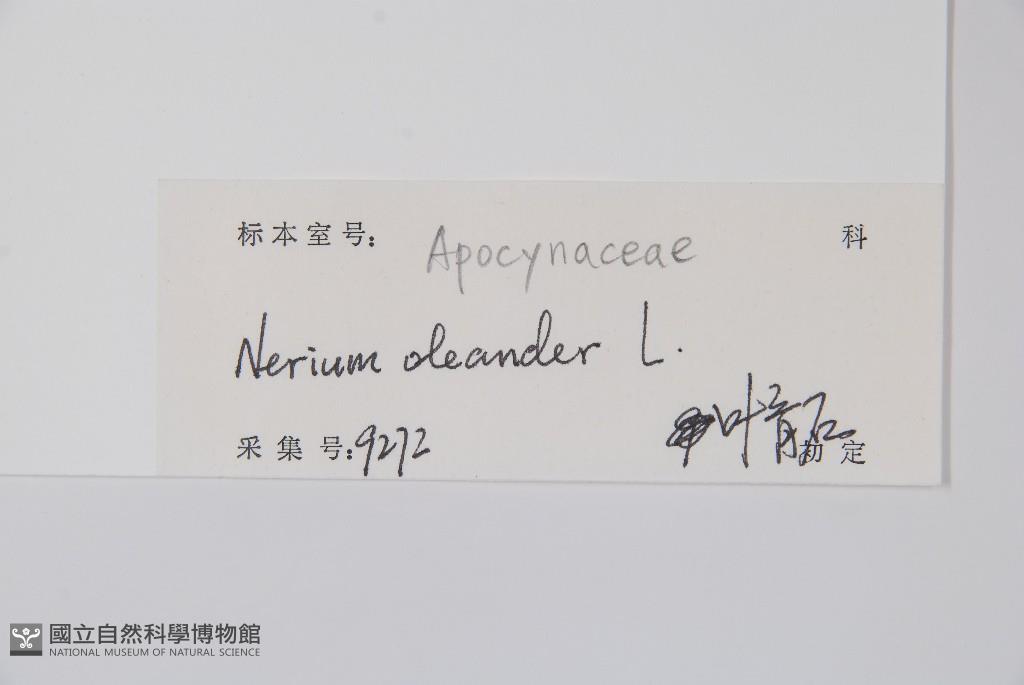 标本室号： Apocynaceae 科
Nerium oleander L.
采集号：9272 叶 初定
國立自然科學博物館
NATIONAL MUSEUM OF NATURAL SCIENCE